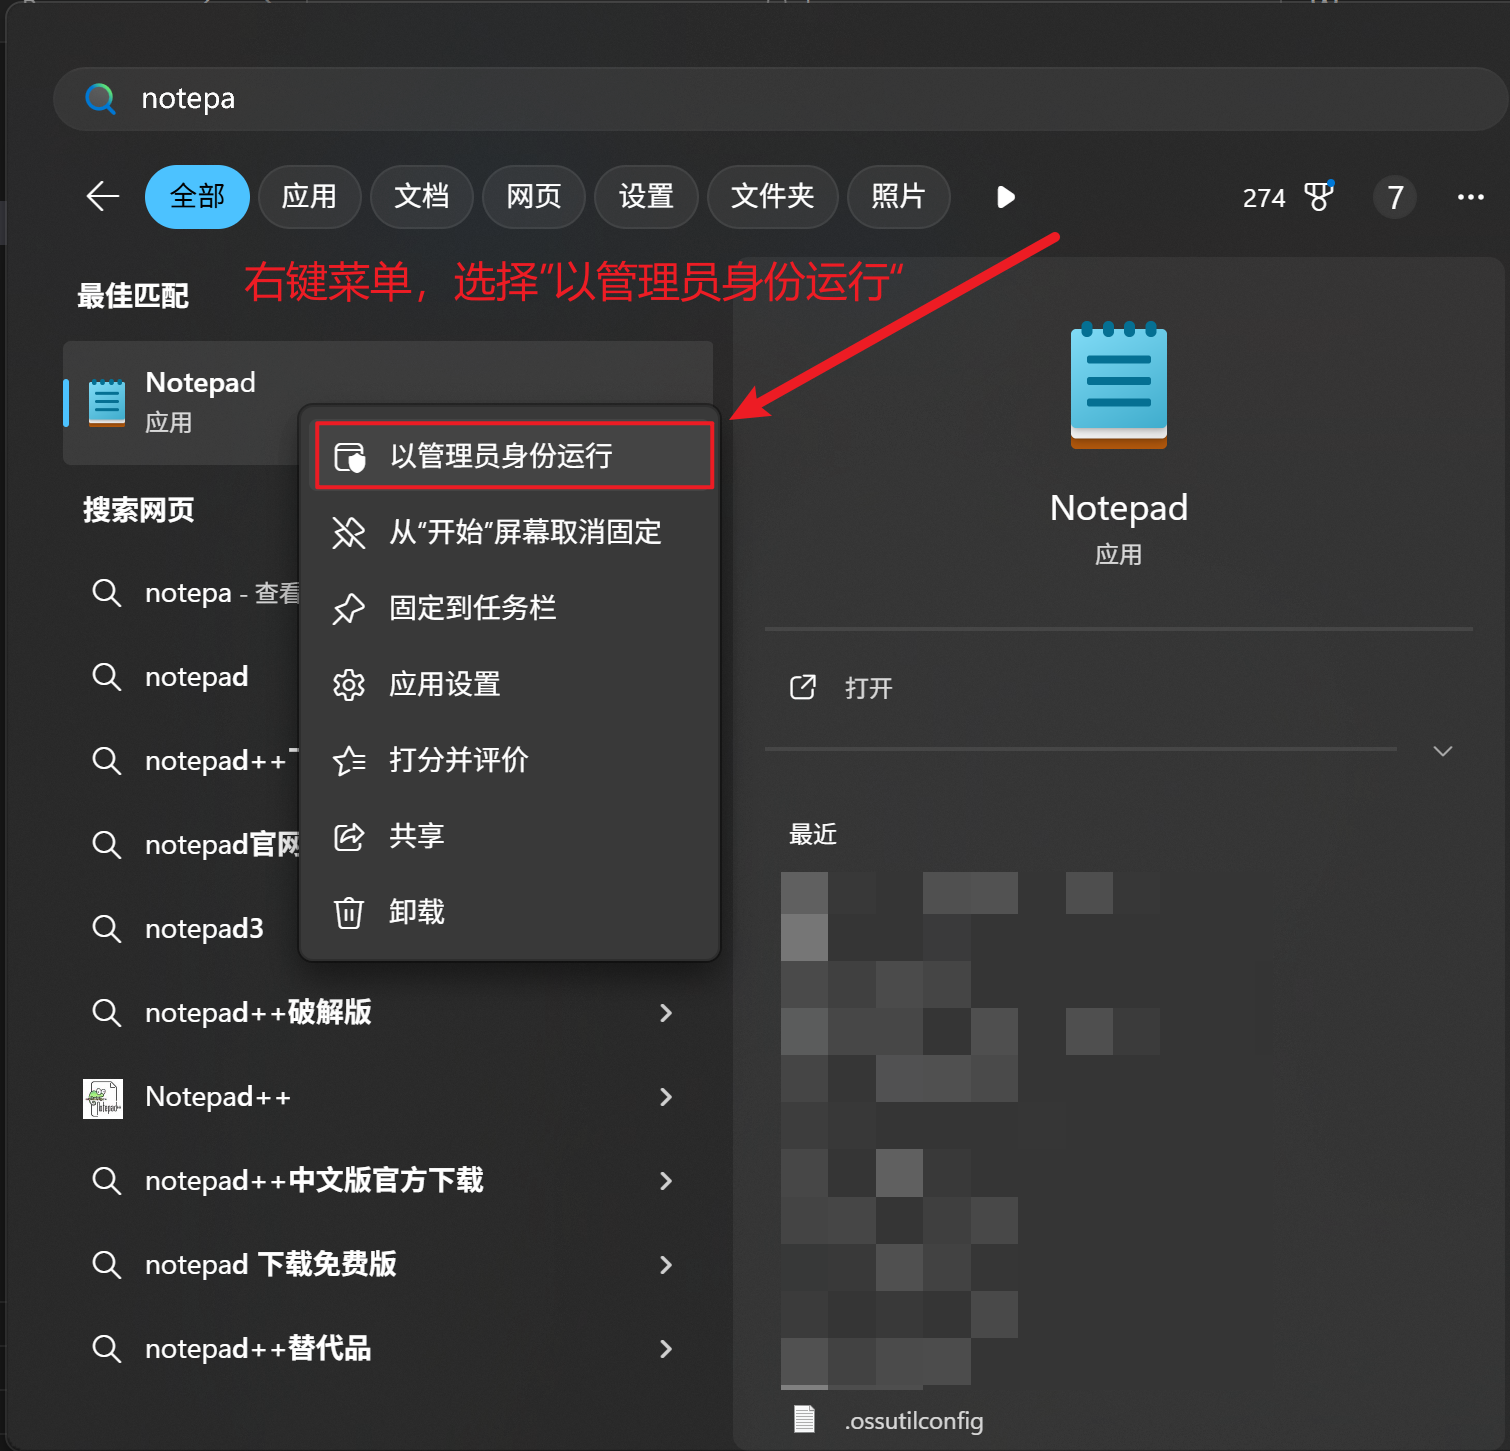 notepa
全部 应用 文档 网页 设置 文件夹 照片 274 7
右键菜单，选择"以管理员身份运行"
最佳匹配
Notepad
应用
以管理员身份运行
从“开始”屏幕取消固定
固定到任务栏
应用设置
打分并评价
共享
卸载
搜索网页
notepa - 查看
notepad
notepad++
notepad官网
notepad3
notepad++破解版
Notepad++
notepad++中文版官方下载
notepad 下载免费版
notepad++替代品
Notepad
应用
打开
最近
.ossutilconfig